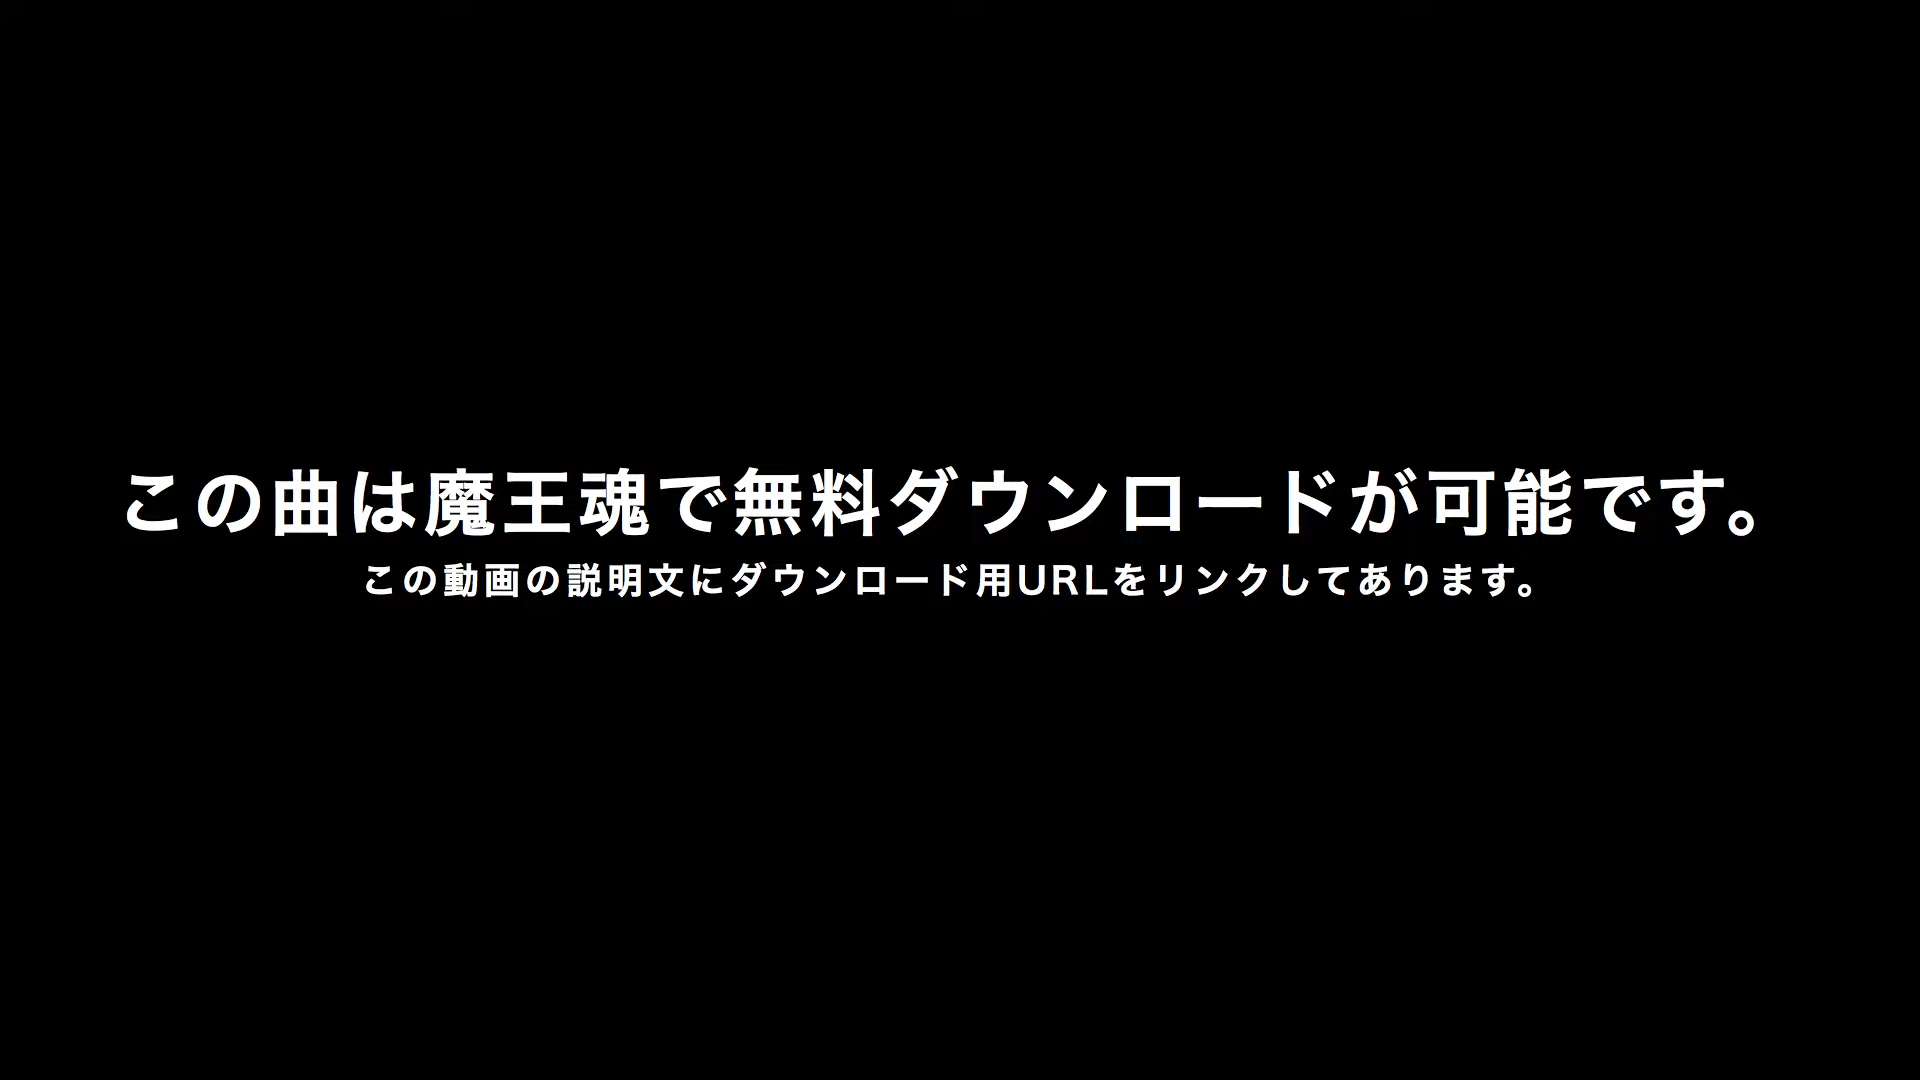 この曲は魔王魂で無料ダウンロードが可能です。
この動画の説明文にダウンロード用URLをリンクしてあります。